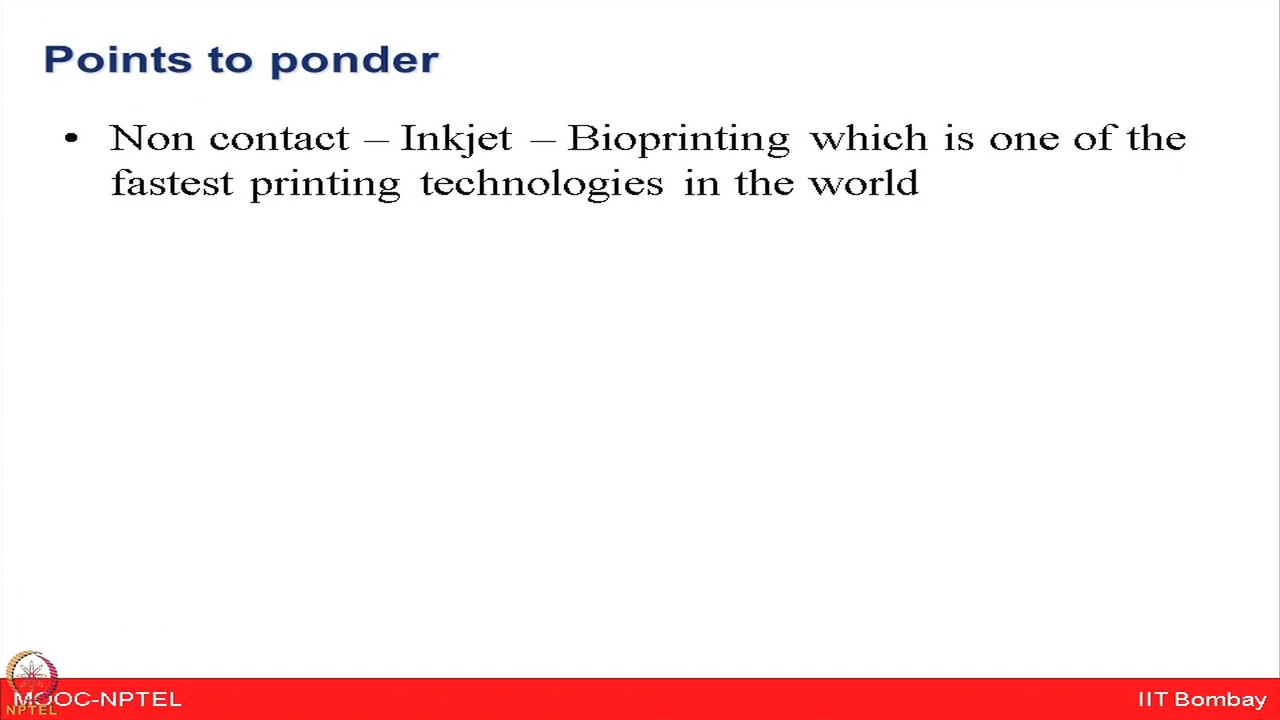 Points to ponder
• Non contact – Inkjet – Bioprinting which is one of the
fastest printing technologies in the world
MOOC-NPTEL
NPTEL
IIT Bombay